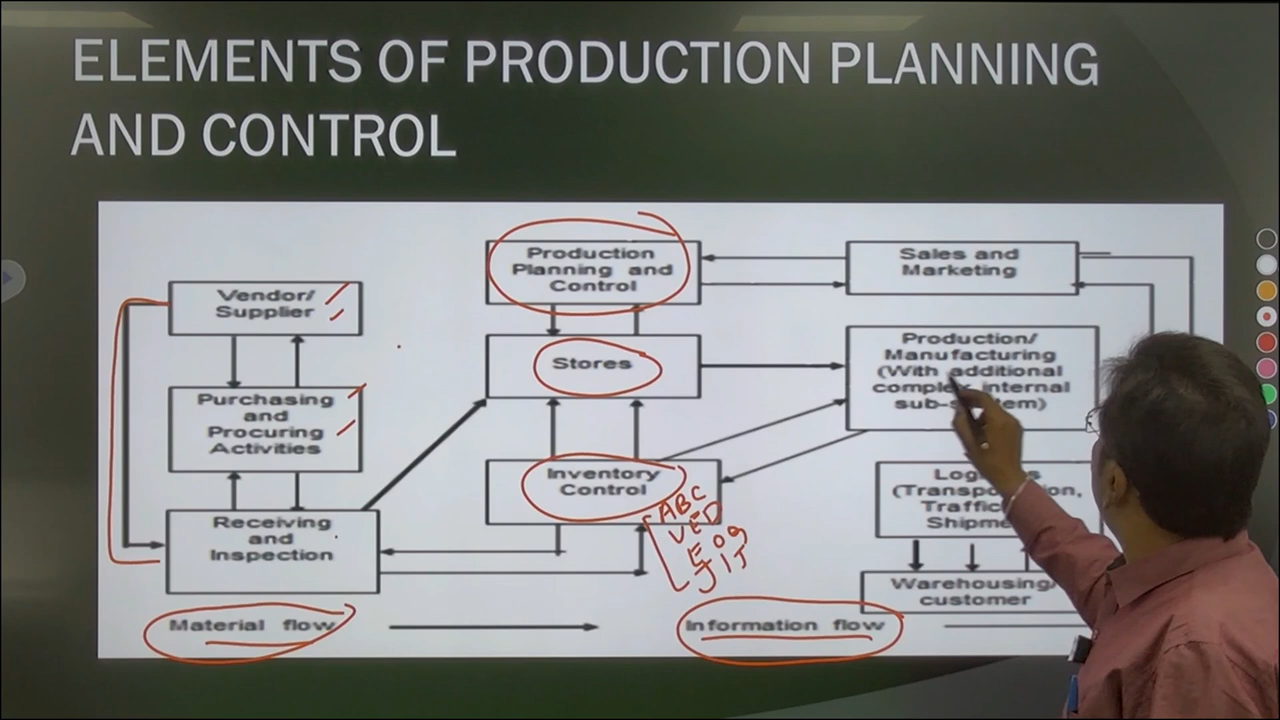 ELEMENTS OF PRODUCTION PLANNING
AND CONTROL
Vendor/
Supplier
Purchasing
and
Procuring
Activities
Receiving
and
Inspection
Production
Planning and
Control
Stores
Inventory
Control
ABC
VED
EOQ
JIT
Sales and
Marketing
Production/
Manufacturing
(With additional
complex internal
Warehousing/
customer
Material flow
Information flow